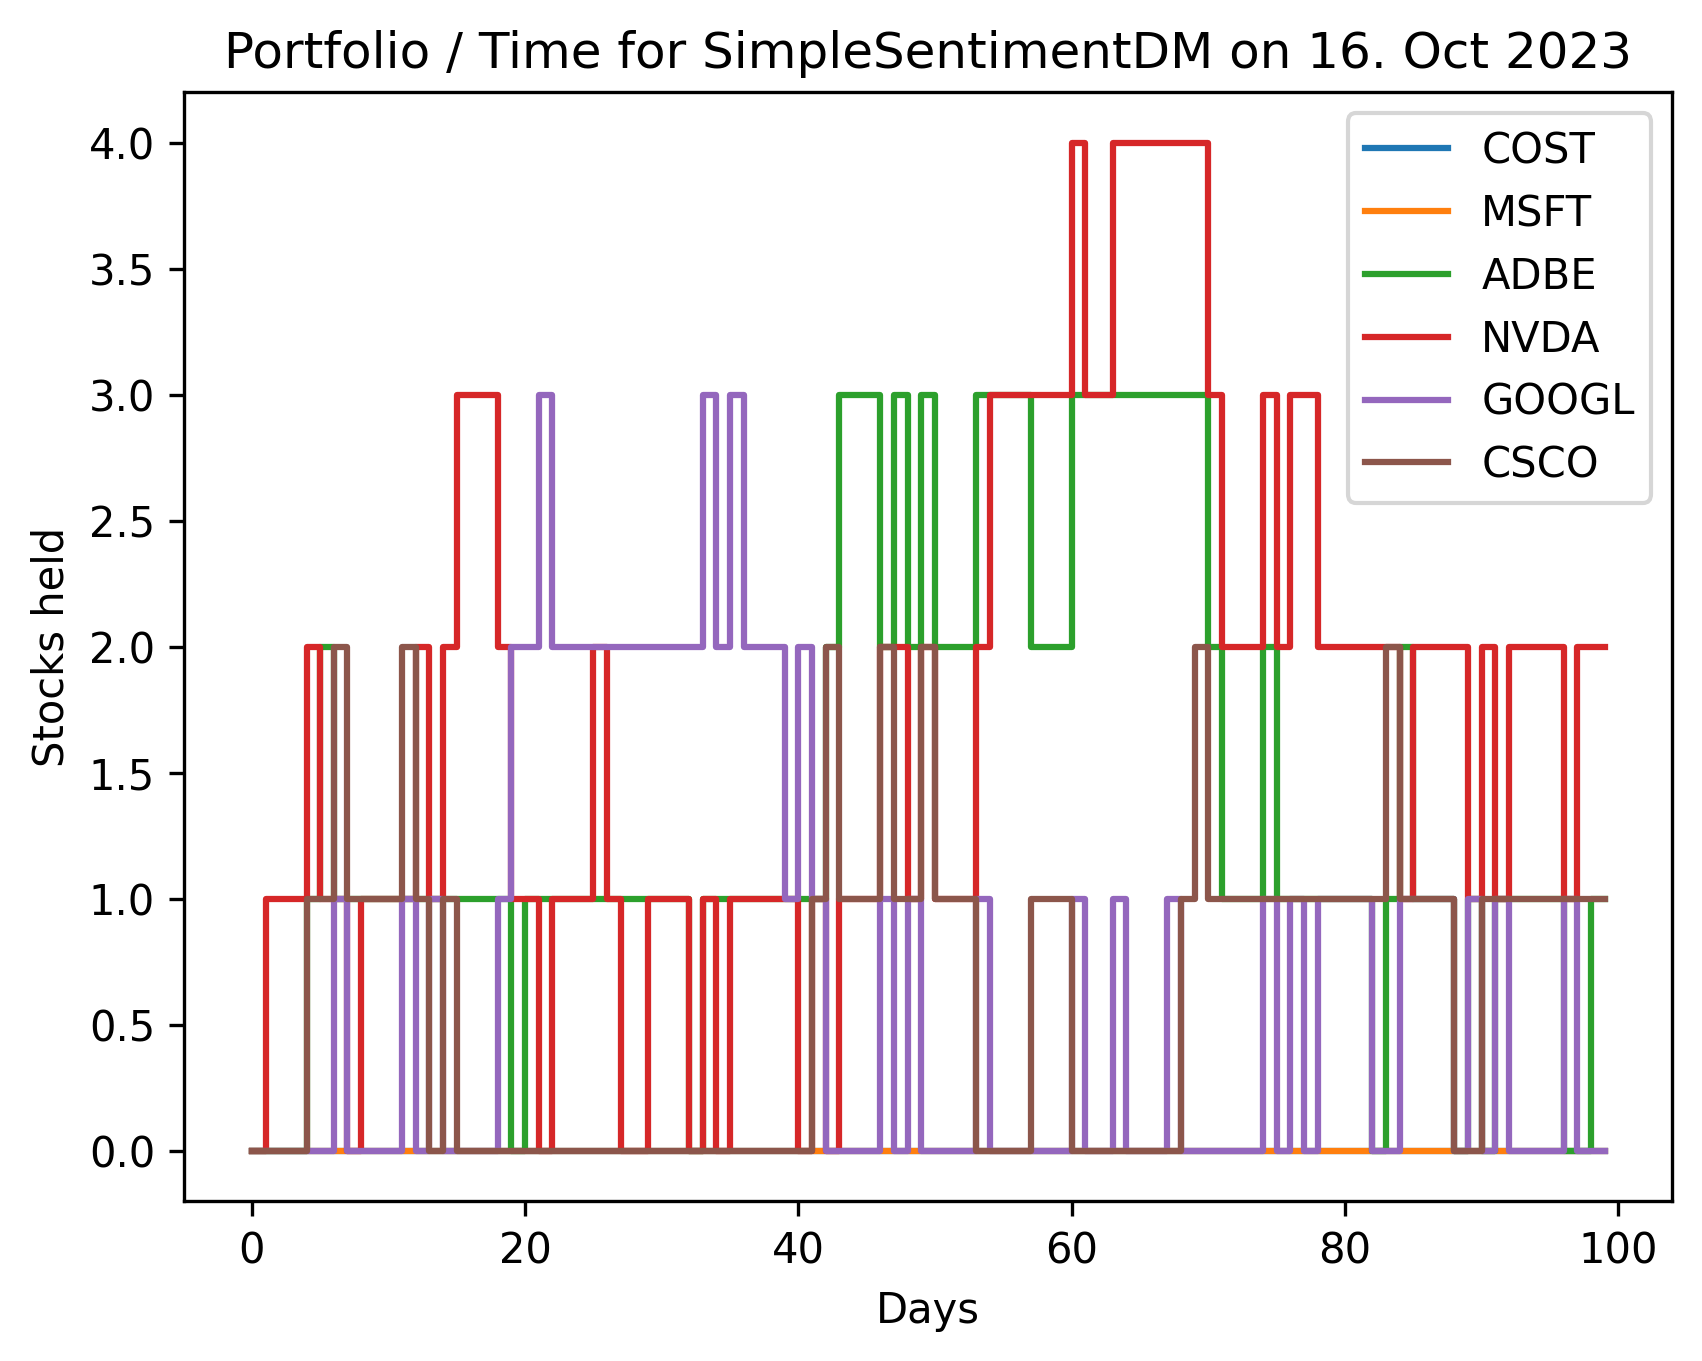 Portfolio / Time for SimpleSentimentDM on 16. Oct 2023
4.0
3.5
3.0
2.5
2.0
1.5
1.0
0.5
0.0
Stocks held
COST
MSFT
ADBE
NVDA
GOOGL
CSCO
0 20 40 60 80 100
Days